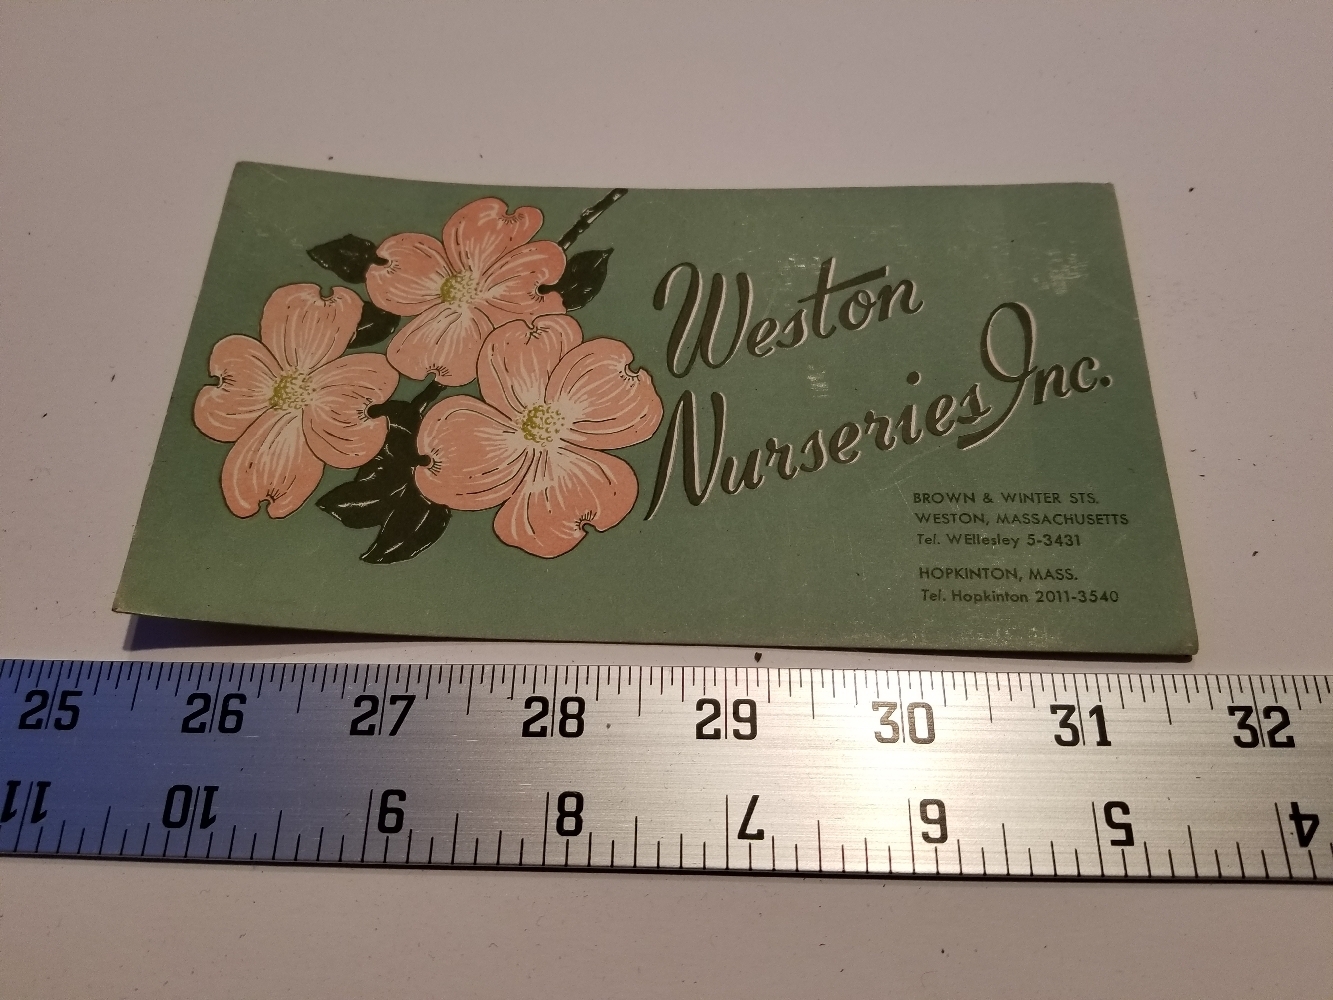 Weston
Nurseries Inc.
BROWN & WINTER STS.
WESTON, MASSACHUSETTS
Tel. WEllesley 5-3431
HOPKINTON, MASS.
Tel. Hopkinton 2011-3540
25 26 27 28 29 30 31 32
11 10 9 8 7 6 5 4